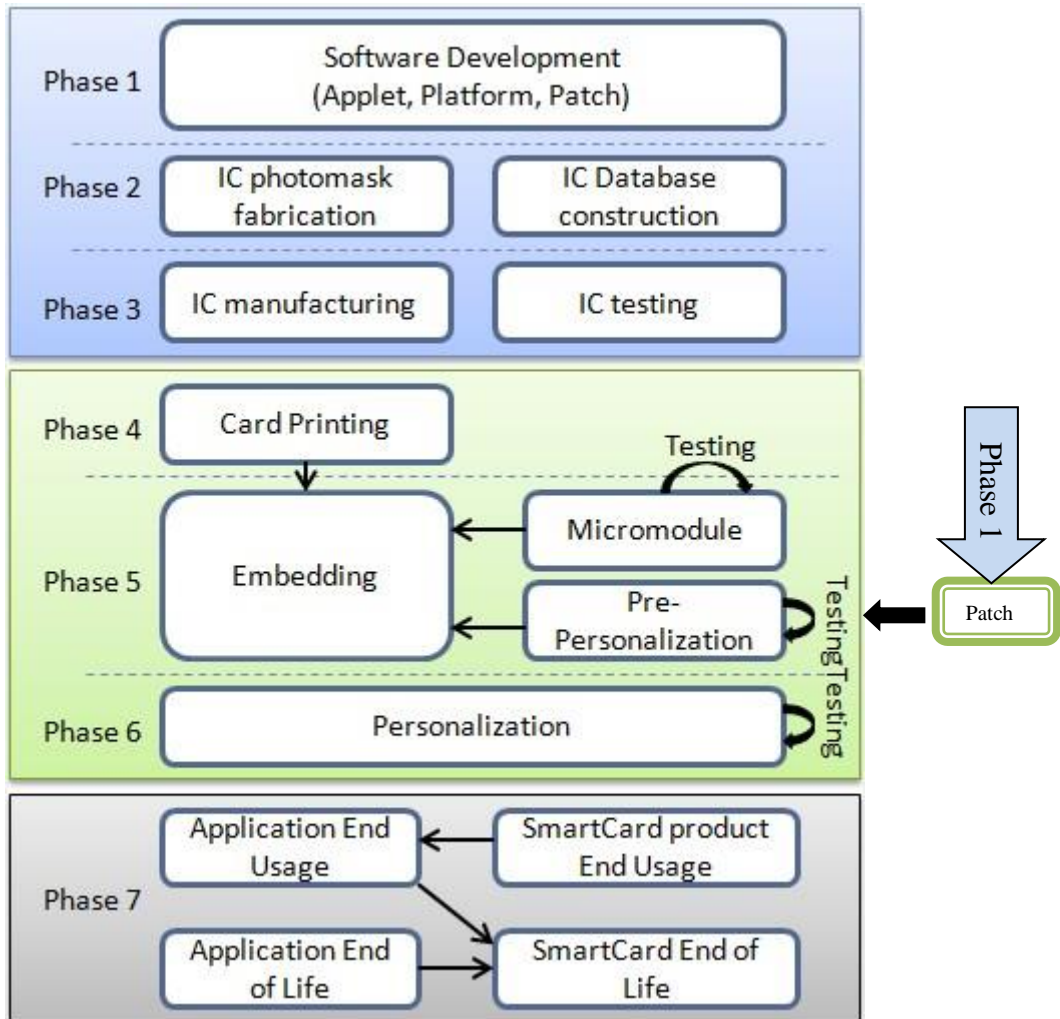 Phase 1
Software Development
(Applet, Platform, Patch)
Phase 2
IC photomask
fabrication
IC Database
construction
Phase 3
IC manufacturing
IC testing
Phase 4
Card Printing
Testing
Phase 5
Embedding
Micromodule
Pre-
Personalization
Testing
Phase 6
Personalization
Testing
Phase 1
Patch
Phase 7
Application End
Usage
SmartCard product
End Usage
Application End
of Life
SmartCard End of
Life